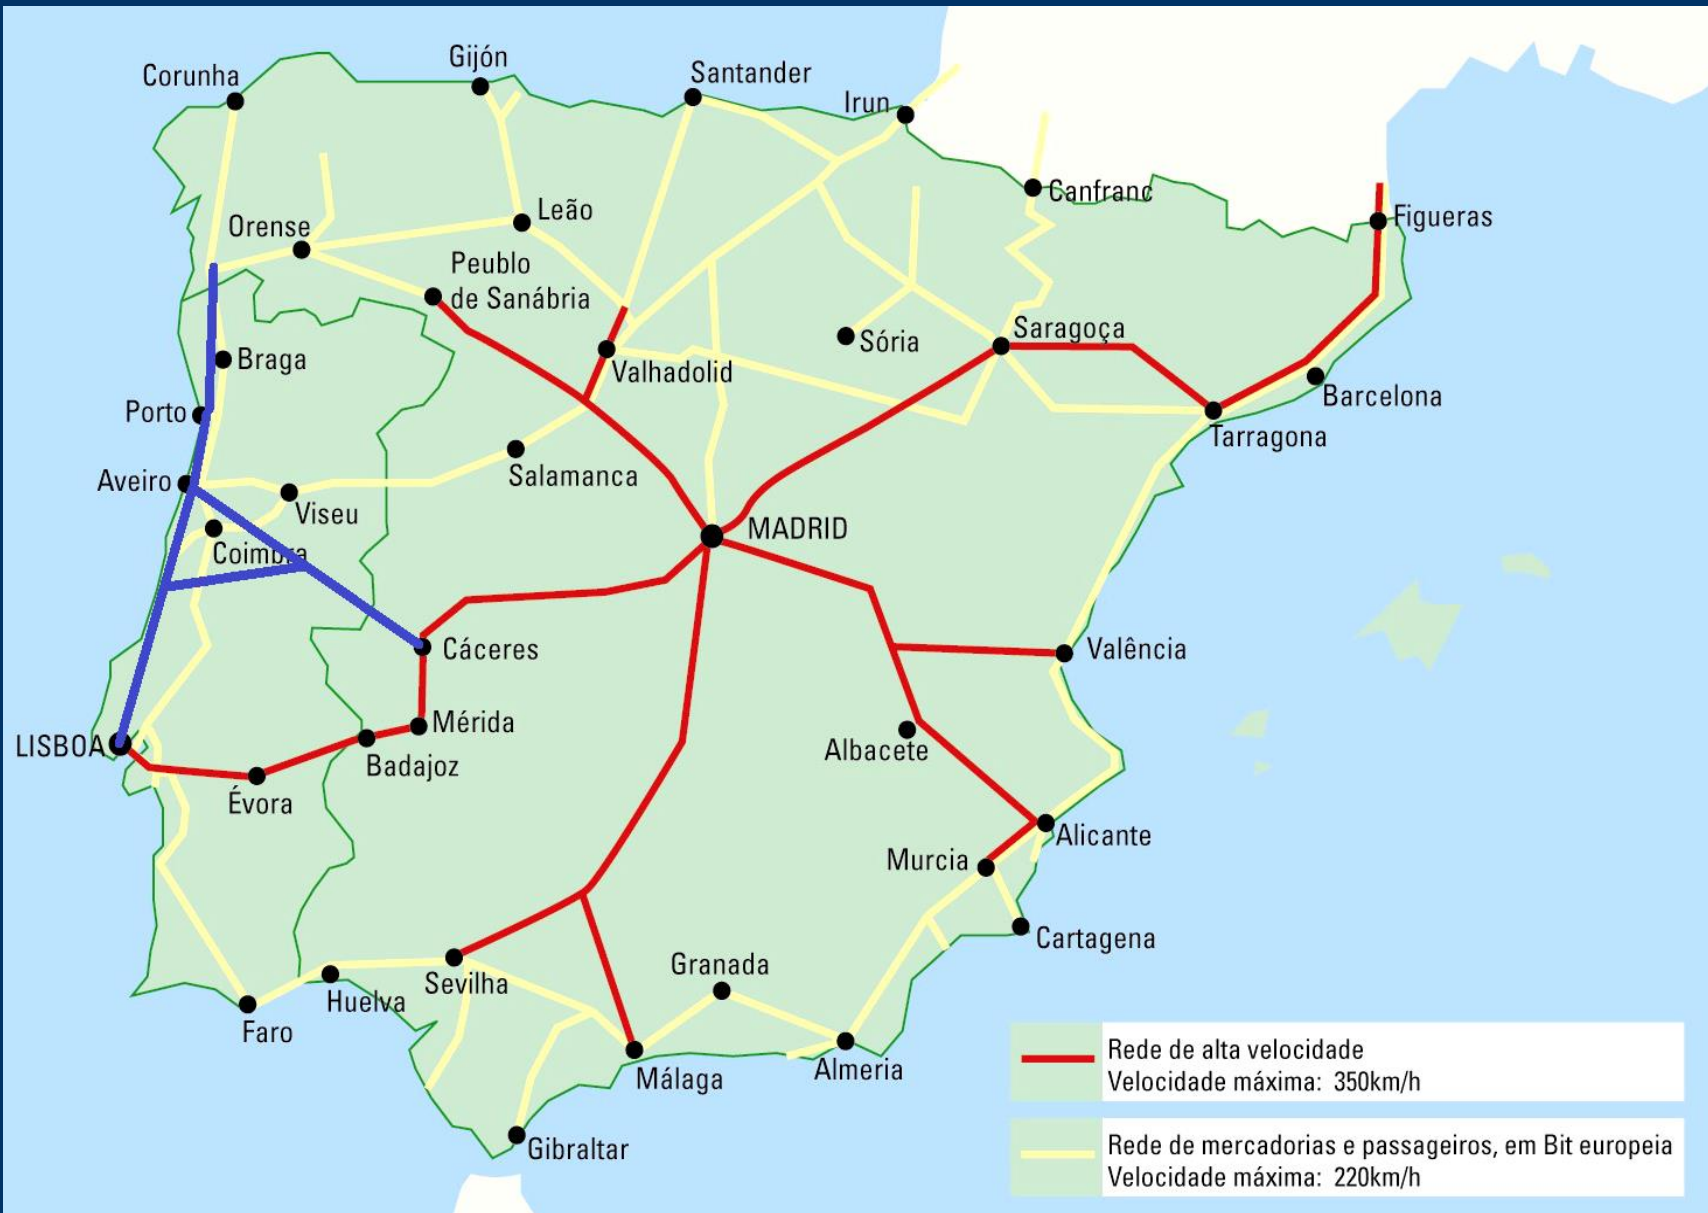 Gijón
Santander
Corunha
Irun
Canfranc
Leão
Figueras
Orense
Peublo
de Sanábria
Saragoça
Sória
Braga
Valhadolid
Barcelona
Porto
Tarragona
Aveiro
Salamanca
Viseu
MADRID
Coimbra
Cáceres
Valência
Mérida
LISBOA
Badajoz
Albacete
Évora
Alicante
Murcia
Cartagena
Granada
Sevilha
Huelva
Faro
Almeria
Málaga
Gibraltar
Rede de alta velocidade
Velocidade máxima: 350km/h
Rede de mercadorias e passageiros, em Bit europeia
Velocidade máxima: 220km/h